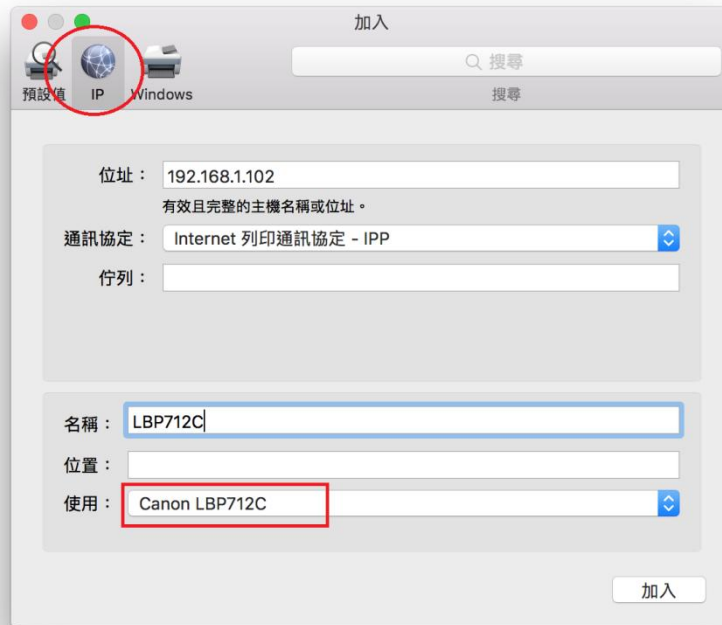 加入
搜尋
預設值 IP Windows 搜尋
位址： 192.168.1.102
有效且完整的主機名稱或位址。
通訊協定： Internet 列印通訊協定 - IPP
佇列：
名稱： LBP712C
位置：
使用： Canon LBP712C
加入